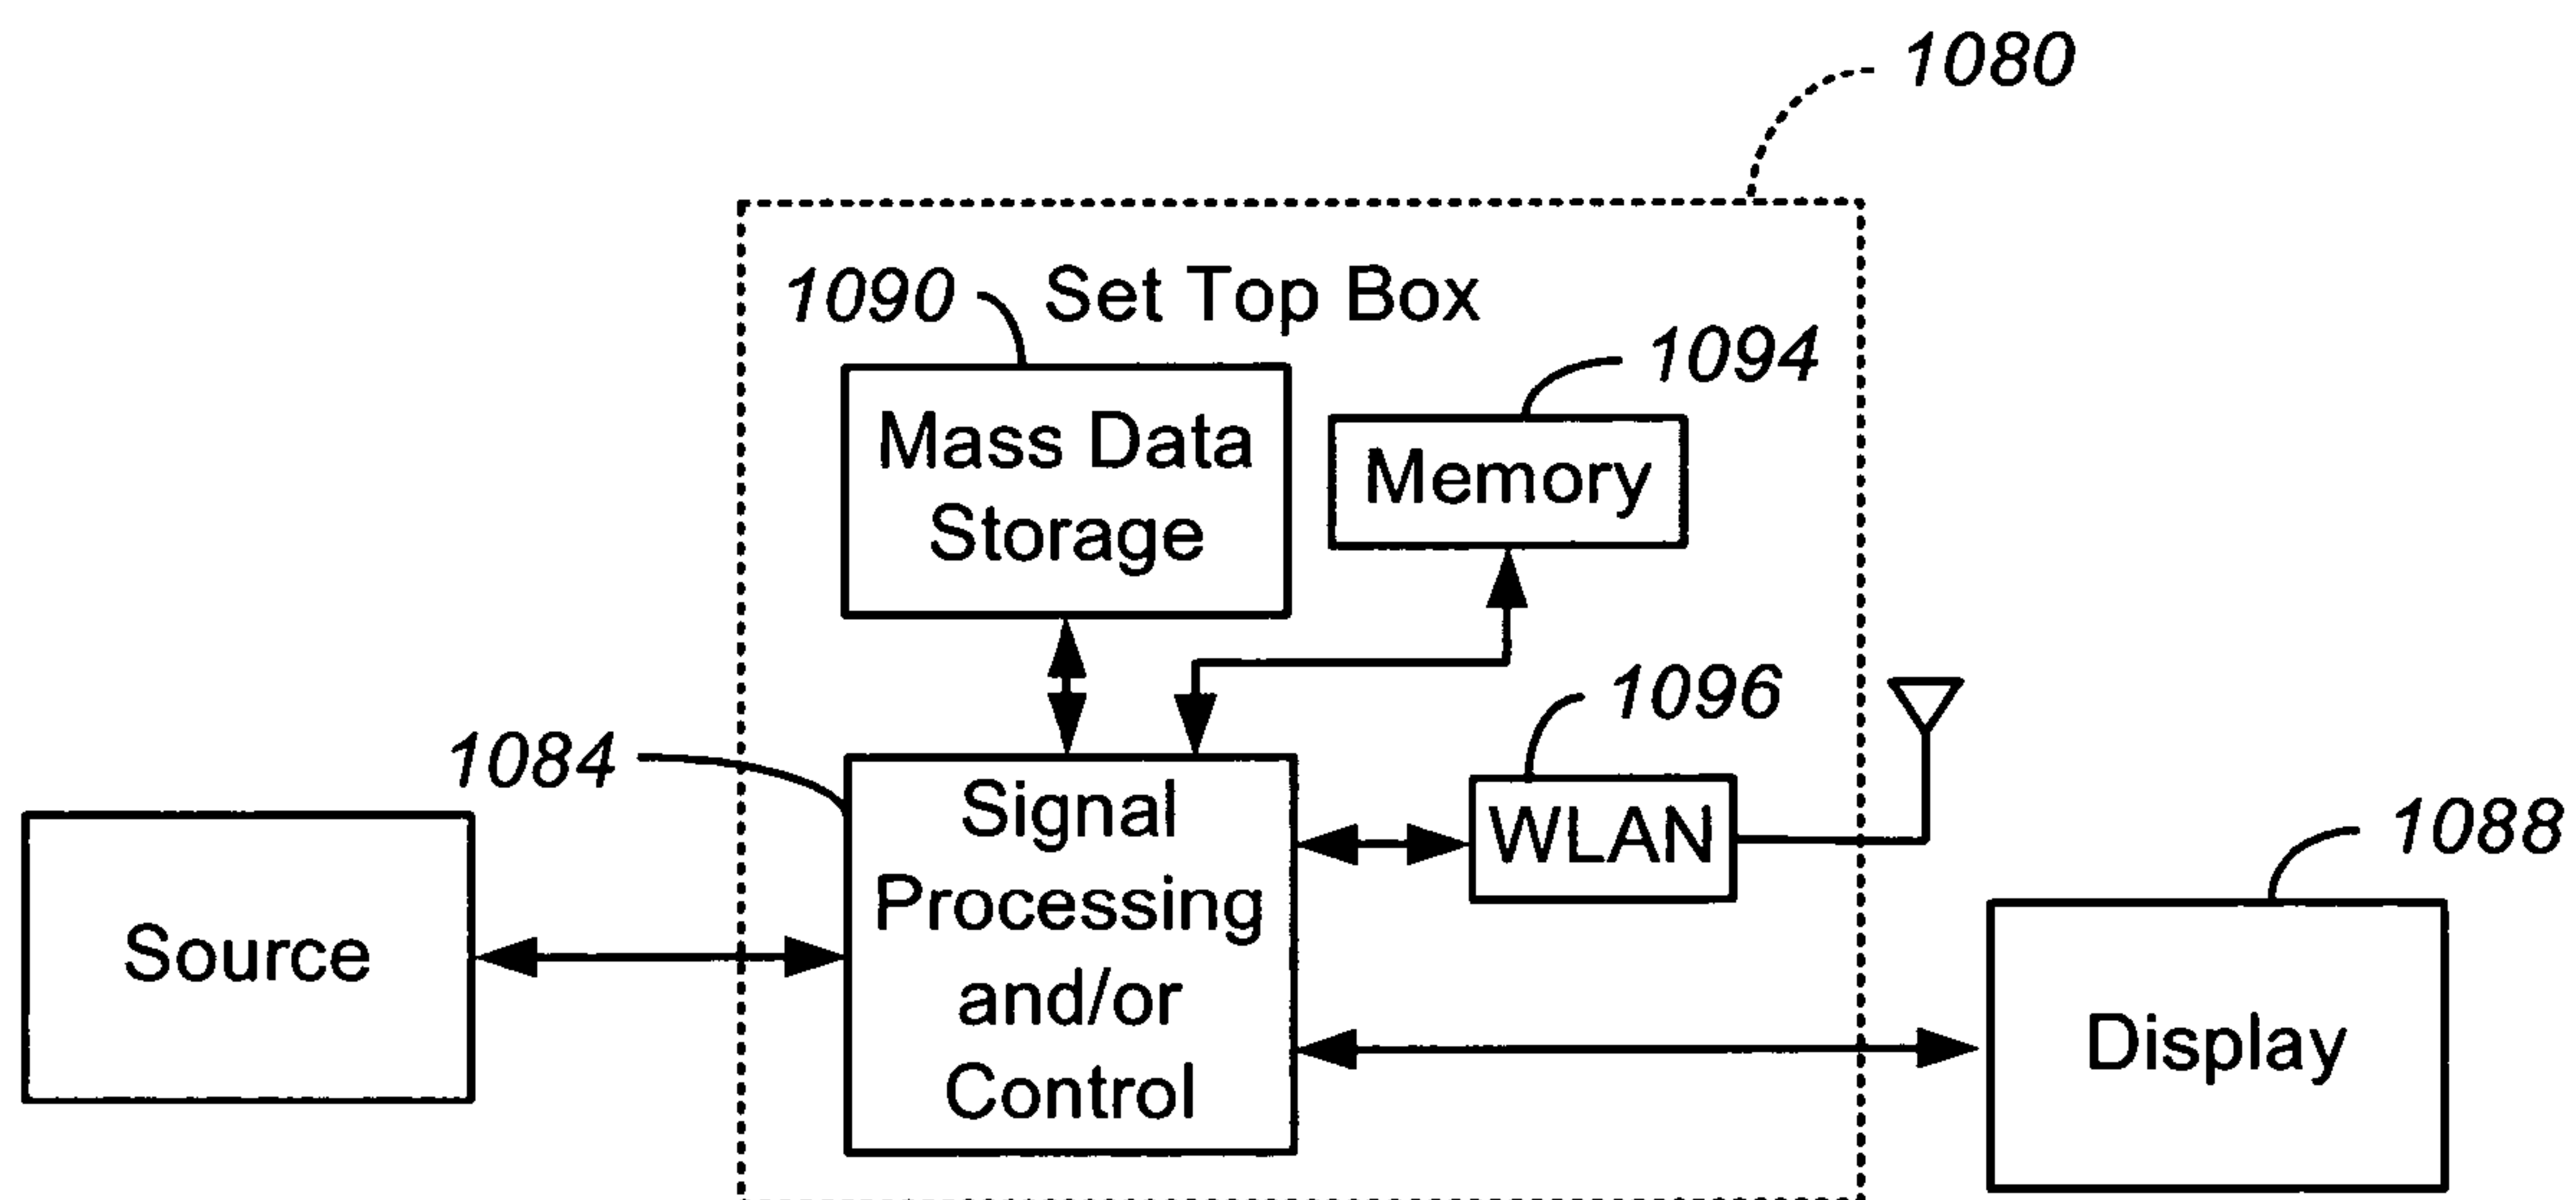 1080
1090 Set Top Box
1094
Mass Data
Storage
Memory
1096
1084
Signal
Processing
and/or
Control
WLAN
1088
Source
Display